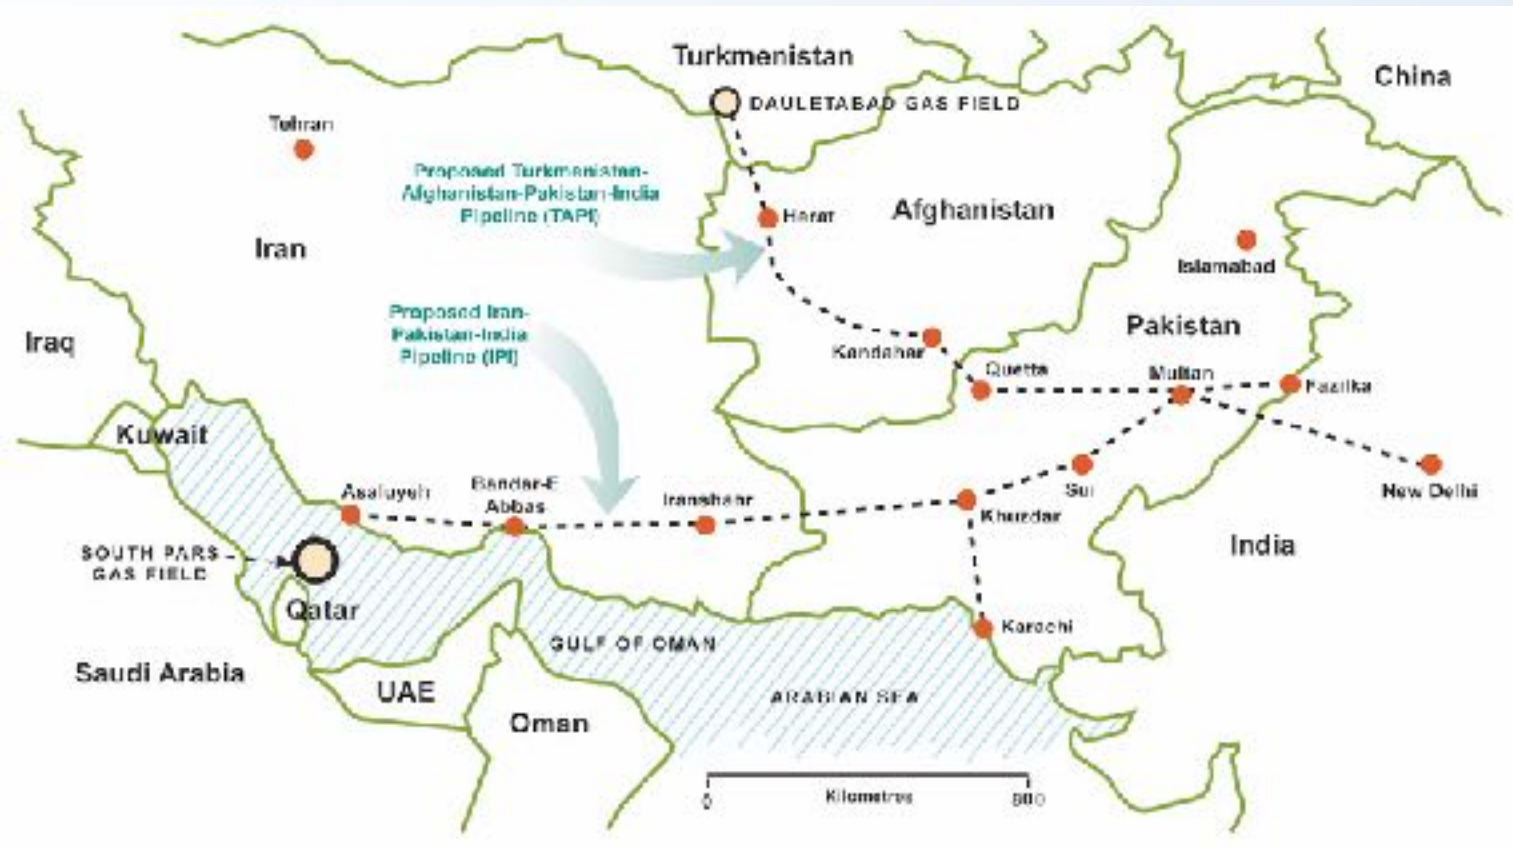 Turkmenistan
China
DAULETABAD GAS FIELD
Tehran
Proposed Turkmenistan-
Afghanistan-Pakistan-India
Pipeline (TAPI)
Herat
Afghanistan
Iran
Islamabad
Proposed Iran-
Pakistan-India
Pipeline (IPI)
Pakistan
Iraq
Kandahar
Quetta
Multan
Fazilka
Kuwait
Asaluyeh
Bandar-E
Abbas
Iranshahr
Sui
New Delhi
Khuzdar
India
SOUTH PARS
GAS FIELD
Qatar
Karachi
GULF OF OMAN
Saudi Arabia
UAE
ARABIAN SEA
Oman
0
Kilometres
800